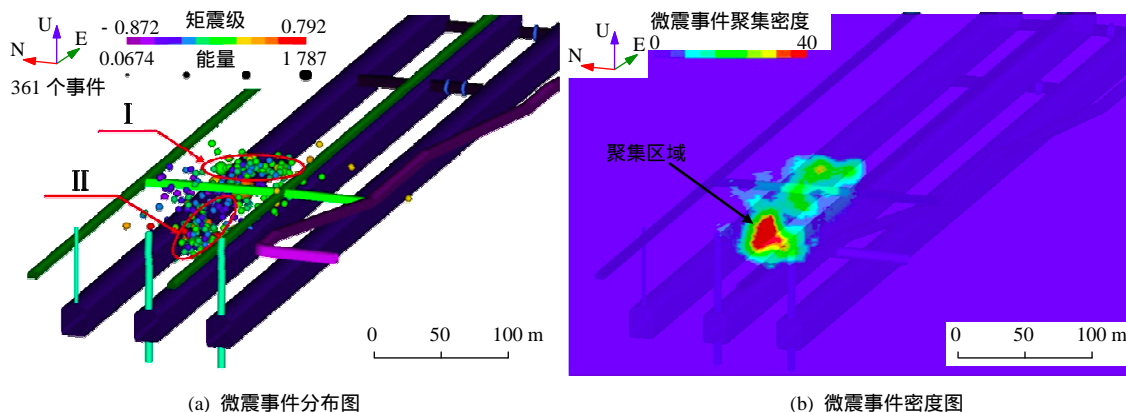 U
N
E
- 0.872
矩震级
0.792
0.0674
能量
1 787
361 个事件
I
II
0
50
100 m
(a) 微震事件分布图
U
N
E
微震事件聚集密度
0
40
聚集区域
0
50
100 m
(b) 微震事件密度图